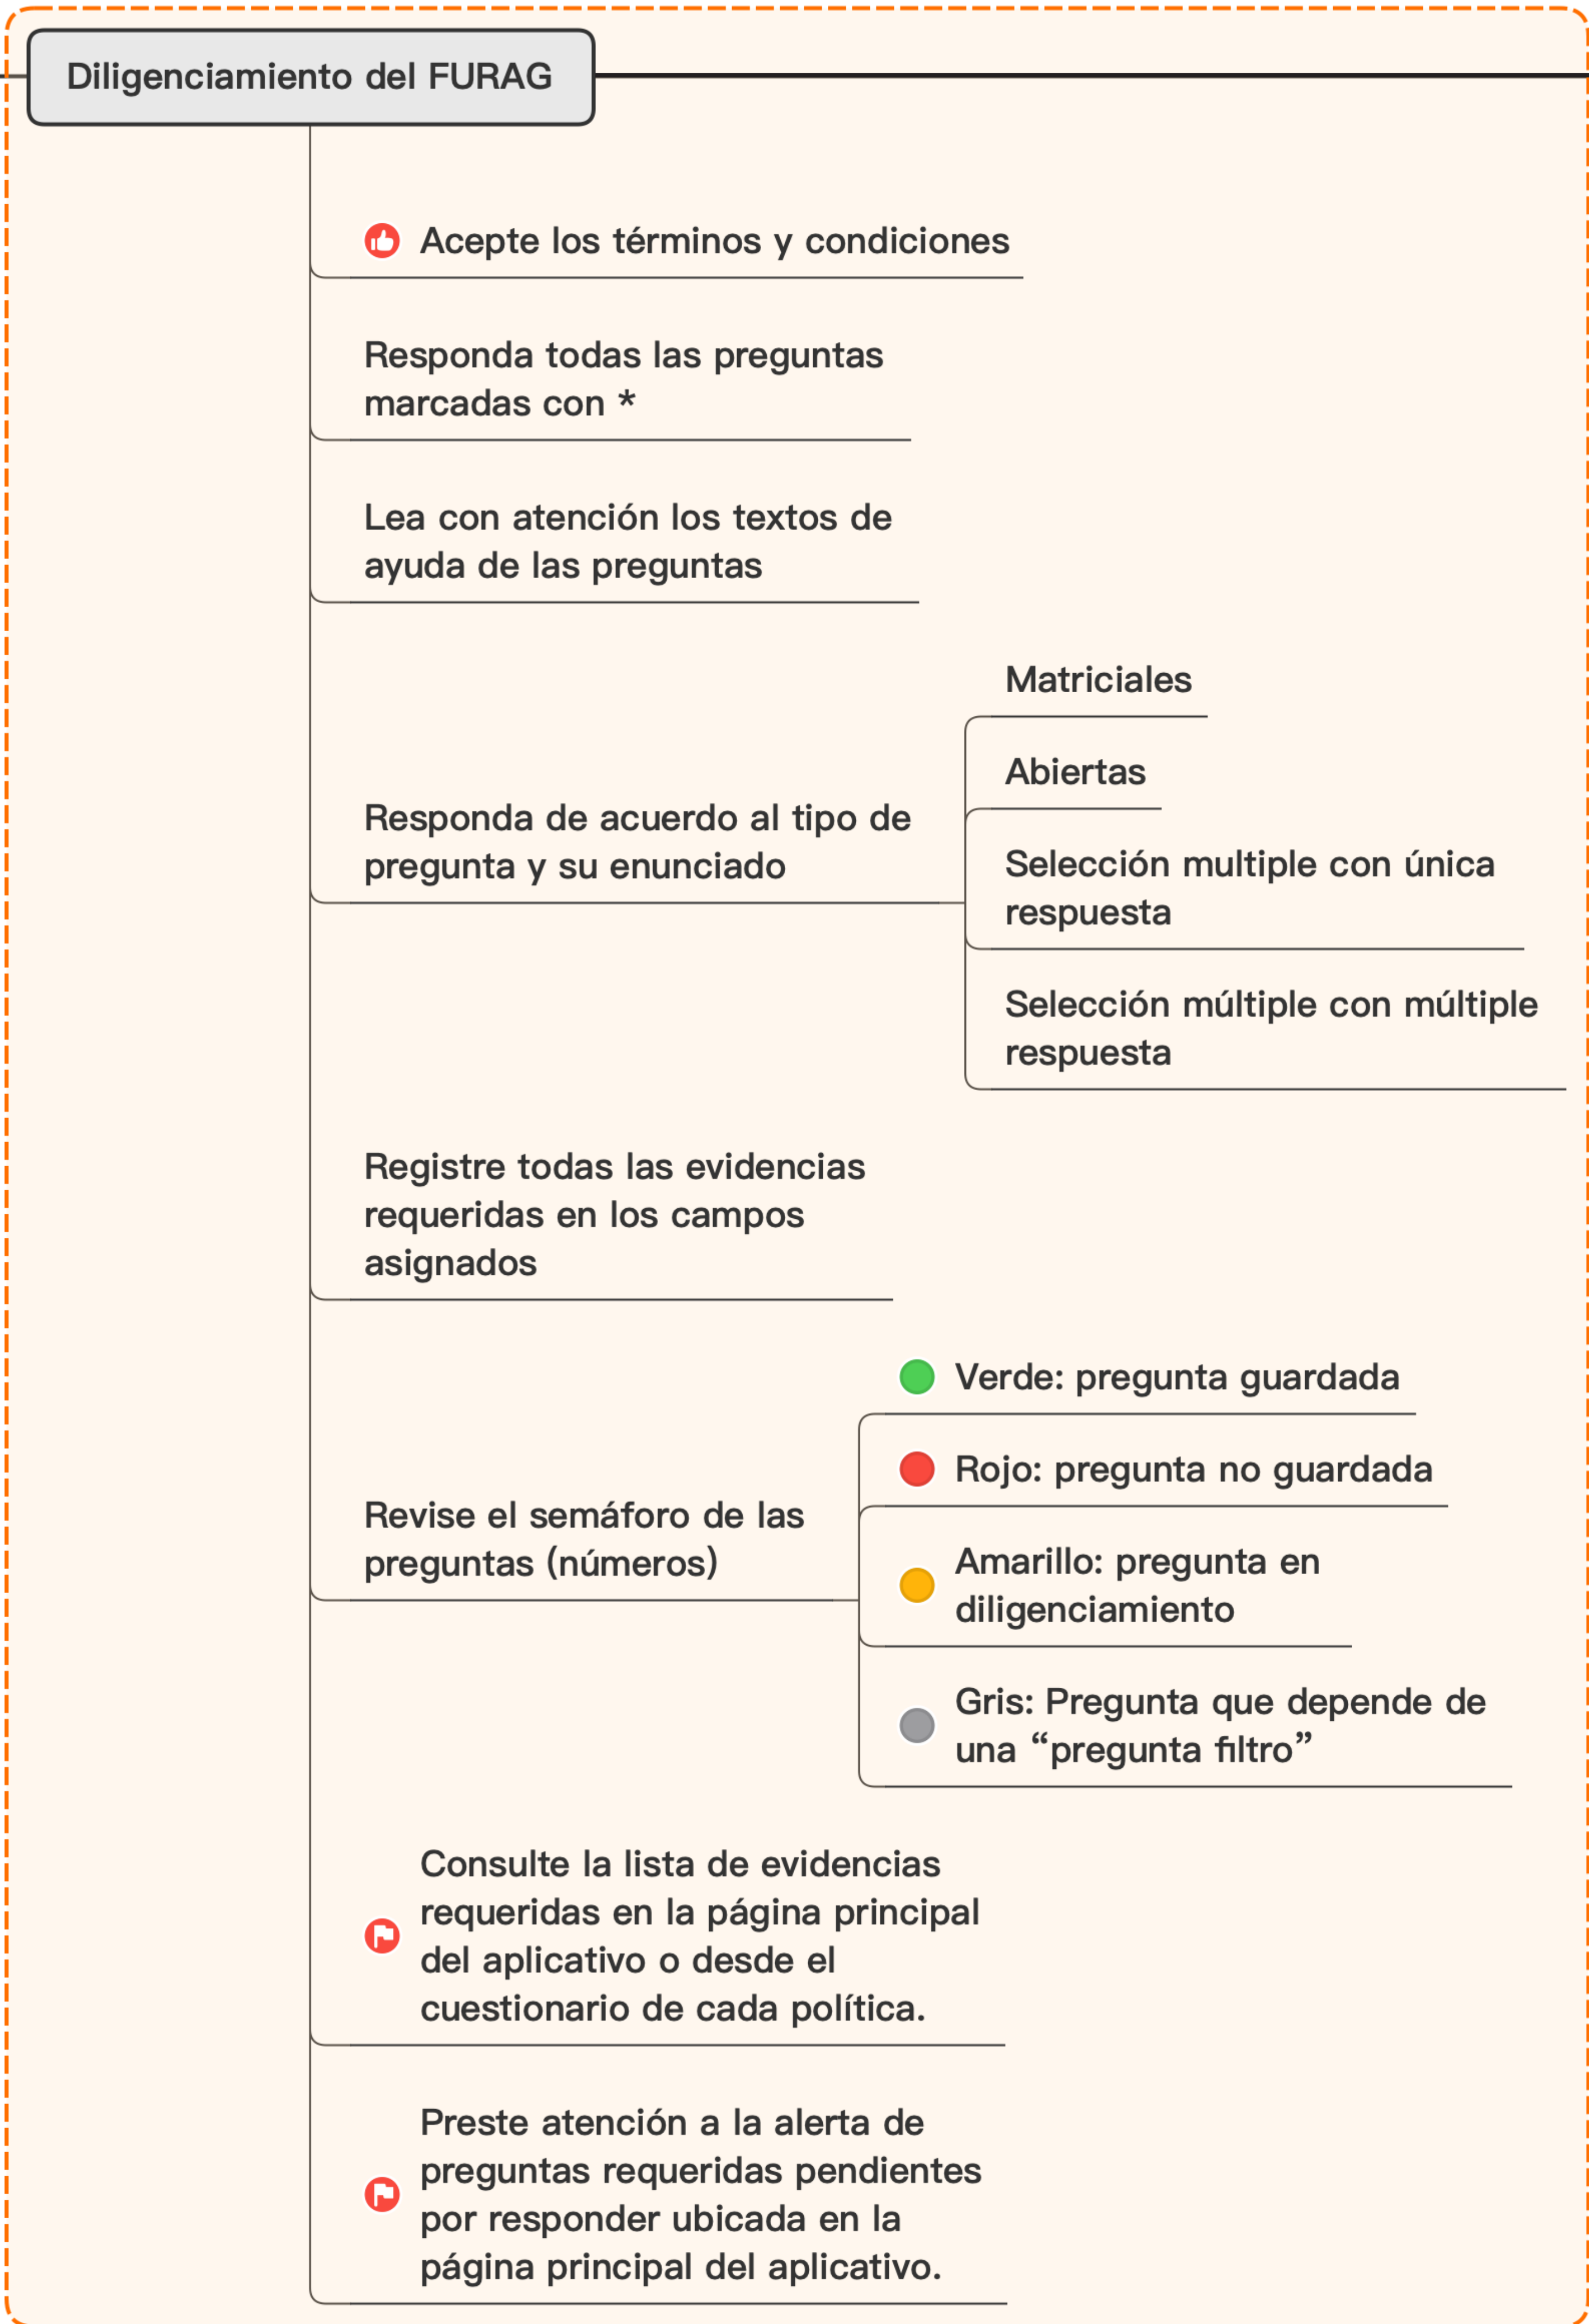 Diligenciamiento del FURAG
Acepte los términos y condiciones
Responda todas las preguntas
marcadas con *
Lea con atención los textos de
ayuda de las preguntas
Responda de acuerdo al tipo de
pregunta y su enunciado
Matriciales
Abiertas
Selección multiple con única
respuesta
Selección múltiple con múltiple
respuesta
Registre todas las evidencias
requeridas en los campos
asignados
Revise el semáforo de las
preguntas (números)
Verde: pregunta guardada
Rojo: pregunta no guardada
Amarillo: pregunta en
diligenciamiento
Gris: Pregunta que depende de
una “pregunta filtro”
Consulte la lista de evidencias
requeridas en la página principal
del aplicativo o desde el
cuestionario de cada política.
Preste atención a la alerta de
preguntas requeridas pendientes
por responder ubicada en la
página principal del aplicativo.